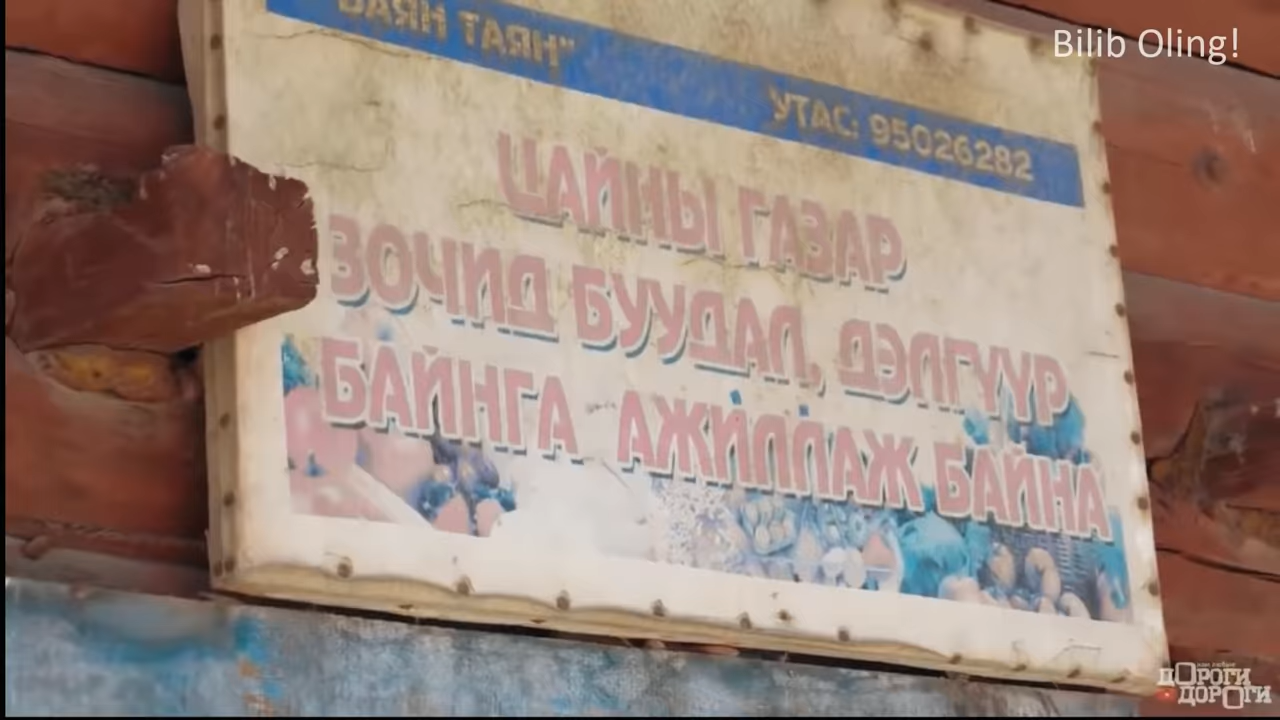 Bilib Oling!
БАЯН ТАЯН"
УТАС: 95026282
ЦАЙНЫ ГАЗАР
ЗОЧИД БУУДАЛ, ДЭЛГҮҮР
БАЙНГА АЖИЛЛАЖ БАЙНА
ДОРОГИ
ДОРОГИ